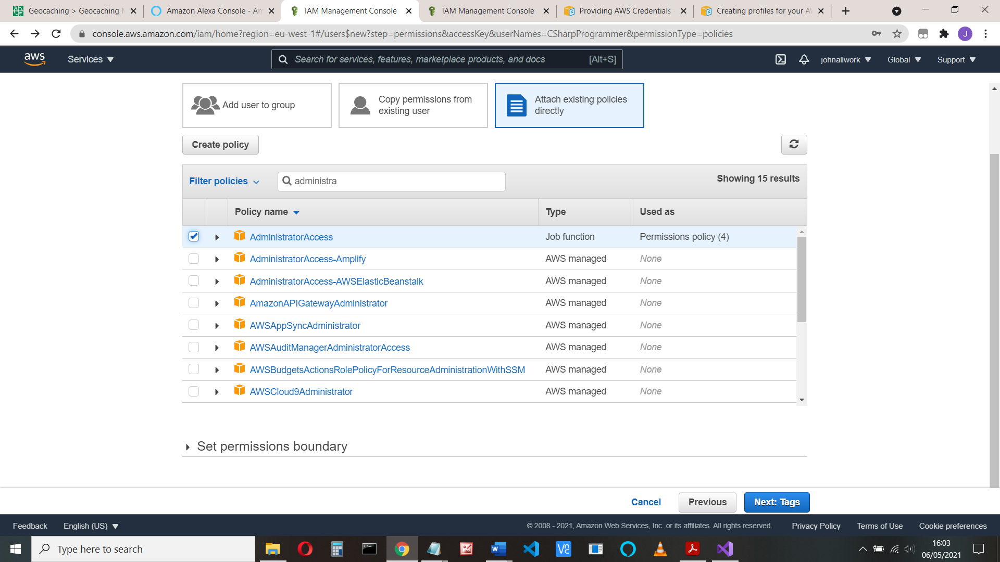 Geocaching > Geocaching
Amazon Alexa Console - Am
IAM Management Console
IAM Management Console
Providing AWS Credentials
Creating profiles for your
console.aws.amazon.com/iam/home?region=eu-west-1#/users$new?step=permissions&accessKey&userNames=CSharpProgrammer&permissionType=policies
J
aws
Services
Search for services, features, marketplace products, and docs
[Alt+S]
johnallwork
Global
Support
Add user to group
Copy permissions from
existing user
Attach existing policies
directly
Create policy
Filter policies
administra
Showing 15 results
Policy name
Type
Used as
AdministratorAccess
Job function
Permissions policy (4)
AdministratorAccess-Amplify
AWS managed
None
AdministratorAccess-AWSElasticBeanstalk
AWS managed
None
AmazonAPIGatewayAdministrator
AWS managed
None
AWSAppSyncAdministrator
AWS managed
None
AWSAuditManagerAdministratorAccess
AWS managed
None
AWSBudgetsActionsRolePolicyForResourceAdministrationWithSSM
AWS managed
None
AWSCloud9Administrator
AWS managed
None
Set permissions boundary
Cancel
Previous
Next: Tags
Feedback
English (US)
© 2008 - 2021, Amazon Web Services, Inc. or its affiliates. All rights reserved.
Privacy Policy
Terms of Use
Cookie preferences
Type here to search
16:03
06/05/2021